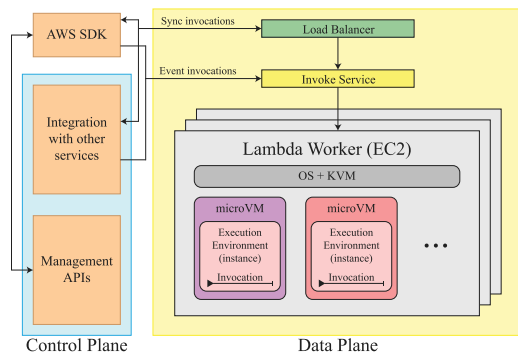 AWS SDK
Sync invocations
Load Balancer
Event invocations
Invoke Service
Integration
with other
services
Management
APIs
Control Plane
Lambda Worker (EC2)
OS + KVM
microVM
Execution
Environment
(instance)
Invocation
microVM
Execution
Environment
(instance)
Invocation
...
Data Plane